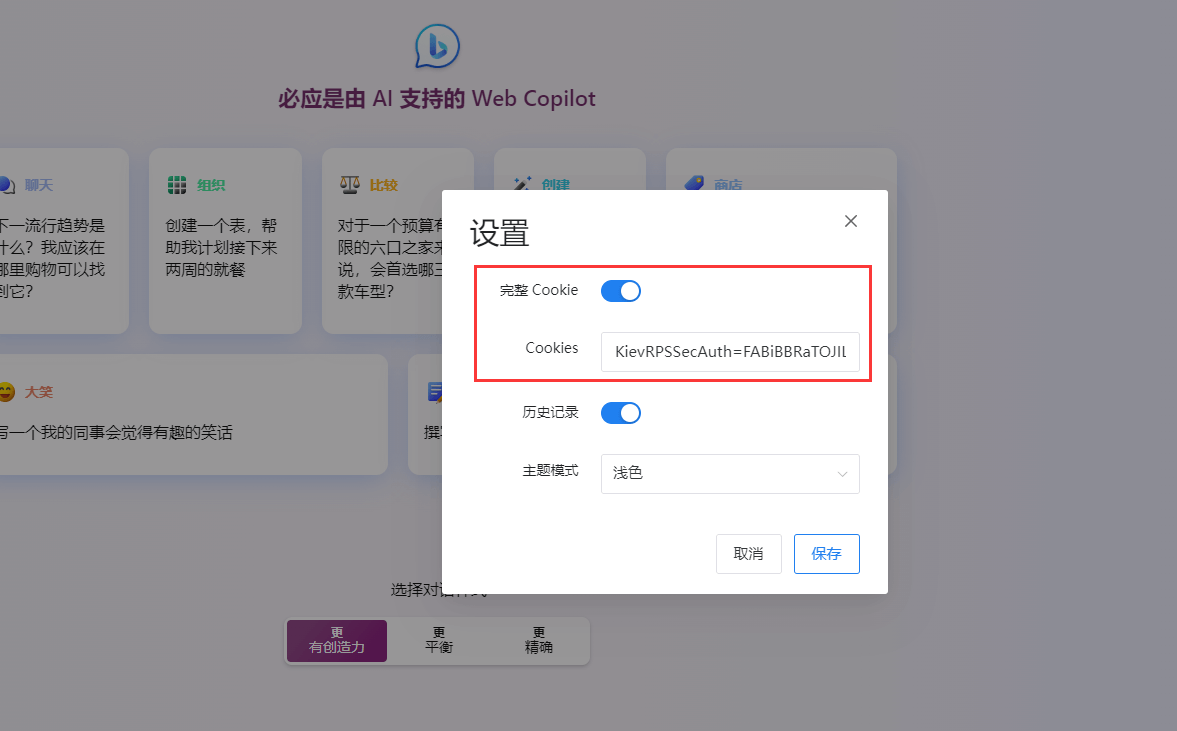 必应是由 AI 支持的 Web Copilot
聊天
组织
比较
创建
商店
下一流行趋势是
什么？我应该在
哪里购物可以找
到它？
创建一个表，帮
助我计划接下来
两周的就餐
对于一个预算有
限的六口之家来
说，会首选哪三
款车型？
大笑
写一个我的同事会觉得有趣的笑话
撰写
设置
完整 Cookie
Cookies
KievRPSSecAuth=FABiBBRaTOJIL
历史记录
主题模式
浅色
取消
保存
选择对话样式
更
有创造力
更
平衡
更
精确